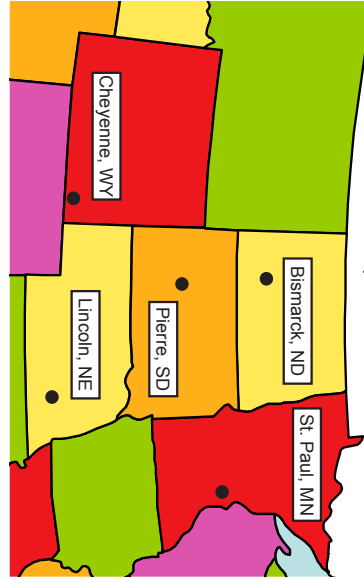 Cheyenne, WY
Bismarck, ND
Pierre, SD
St. Paul, MN
Lincoln, NE